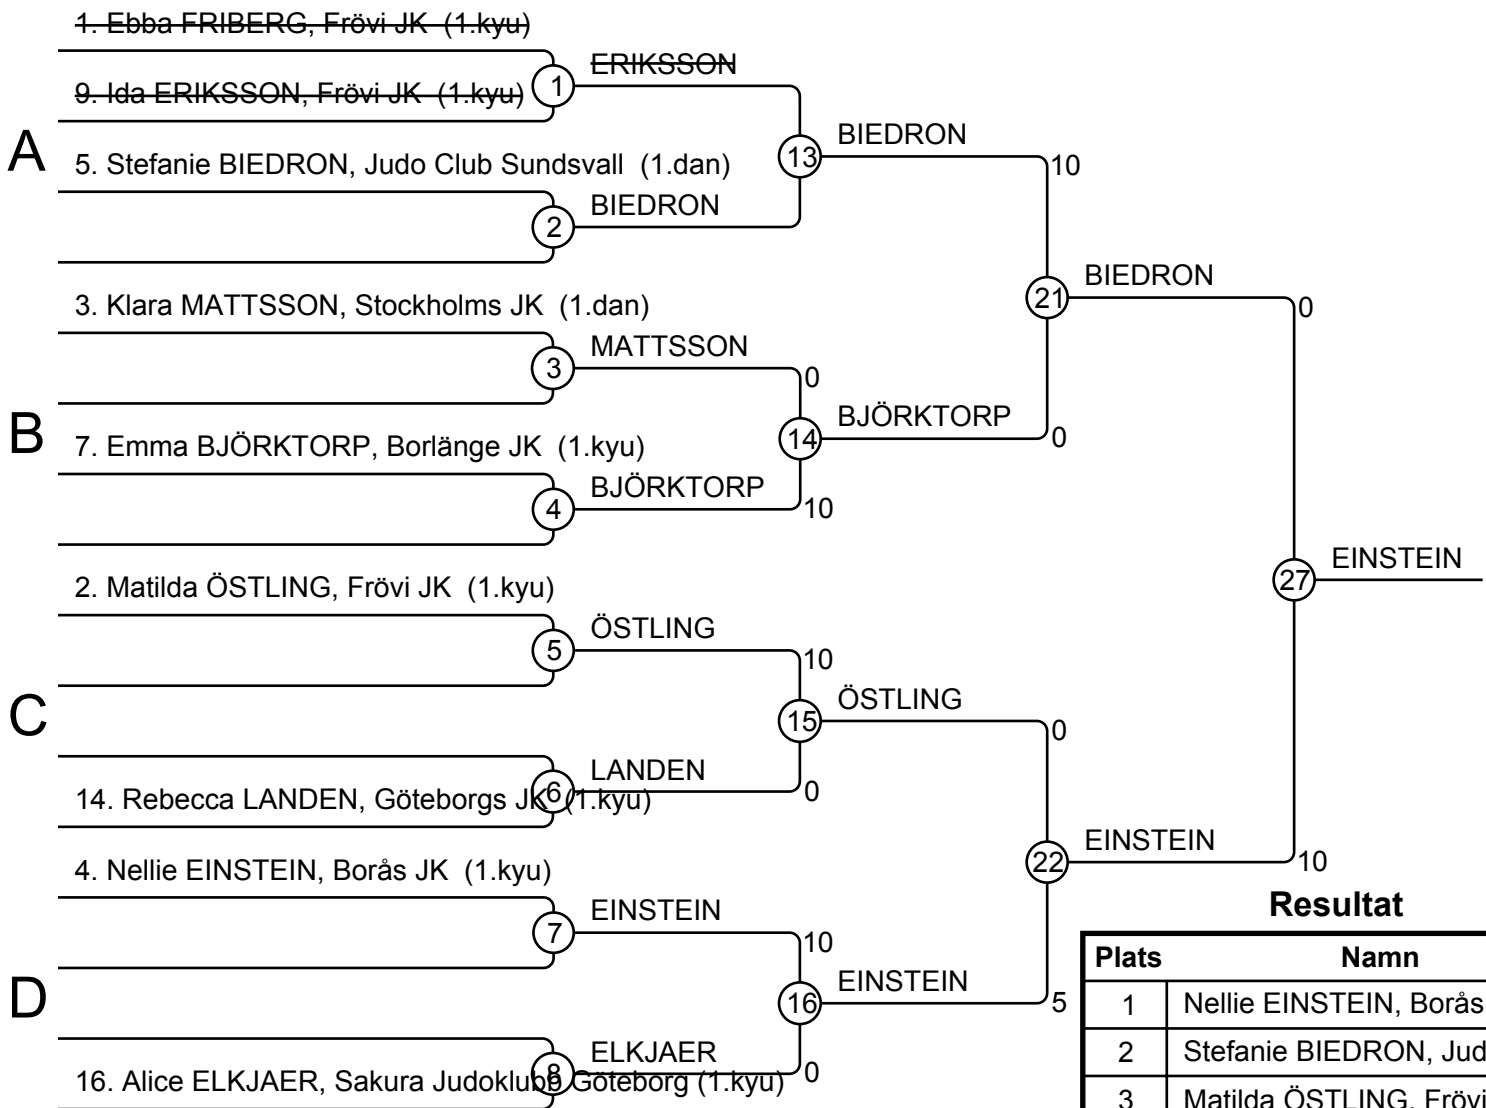 1. Ebba FRIBERG, Frövi JK (1.kyu)
ERIKSSON
9. Ida ERIKSSON, Frövi JK (1.kyu)
1
A
BIEDRON
13
10
5. Stefanie BIEDRON, Judo Club Sundsvall (1.dan)
BIEDRON
2
3. Klara MATTSSON, Stockholms JK (1.dan)
BIEDRON
21
0
MATTSSON
3
0
B
BJÖRKTORP
14
0
7. Emma BJÖRKTORP, Borlänge JK (1.kyu)
BJÖRKTORP
4
10
EINSTEIN
27
2. Matilda ÖSTLING, Frövi JK (1.kyu)
ÖSTLING
5
10
C
ÖSTLING
15
0
LANDEN
6
0
14. Rebecca LANDEN, Göteborgs JK (1.kyu)
EINSTEIN
22
10
4. Nellie EINSTEIN, Borås JK (1.kyu)
EINSTEIN
7
10
D
EINSTEIN
16
5
ELKJAER
8
0
16. Alice ELKJAER, Sakura Judoklubb Göteborg (1.kyu)
Resultat
Plats Namn
1 Nellie EINSTEIN, Borås
2 Stefanie BIEDRON, Jud
3 Matilda ÖSTLING, Frövi